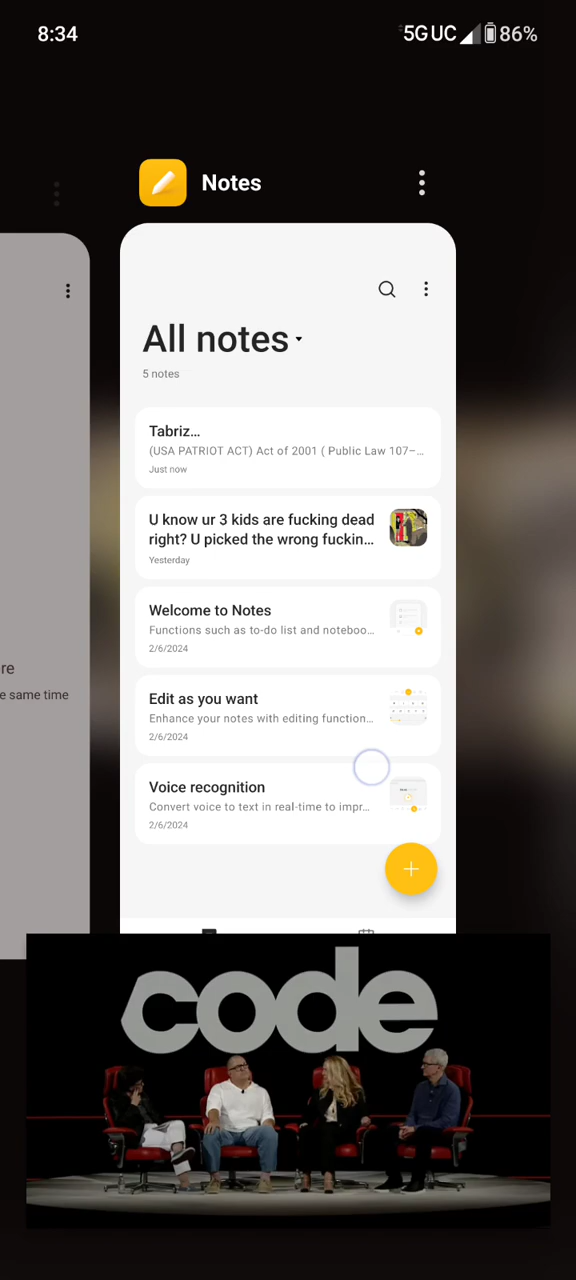 8:34
5G UC
86%
Notes
All notes
5 notes
Tabriz…
(USA PATRIOT ACT) Act of 2001 ( Public Law 107–…
Just now
U know ur 3 kids are fucking dead
right? U picked the wrong fuckin…
Yesterday
Welcome to Notes
Functions such as to-do list and noteboo…
2/6/2024
re
Edit as you want
e same time
Enhance your notes with editing function…
2/6/2024
Voice recognition
Convert voice to text in real-time to impr…
2/6/2024
code